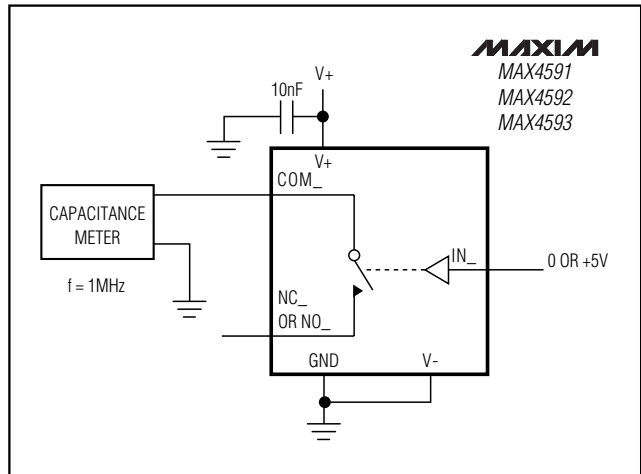 MAXIM
MAX4591
MAX4592
MAX4593
V+
10nF
V+
COM_
CAPACITANCE
METER
f = 1MHz
IN_
0 OR +5V
NC_
OR NO_
GND
V-